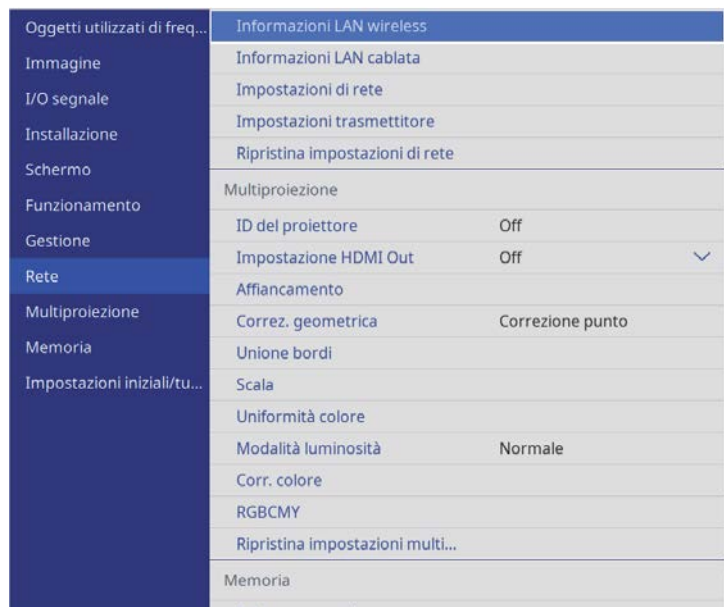 Oggetti utilizzati di freq...
Immagine
I/O segnale
Installazione
Schermo
Funzionamento
Gestione
Rete
Multiproiezione
Memoria
Impostazioni iniziali/tu...
Informazioni LAN wireless
Informazioni LAN cablata
Impostazioni di rete
Impostazioni trasmettitore
Ripristina impostazioni di rete
Multiproiezione
ID del proiettore Off
Impostazione HDMI Out Off
Affiancamento
Correz. geometrica Correzione punto
Unione bordi
Scala
Uniformità colore
Modalità luminosità Normale
Corr. colore
RGBCMY
Ripristina impostazioni multi...
Memoria